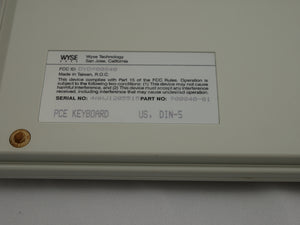 WYSE
Wyse Technology
San Jose, California
FCC ID:
Made in Taiwan, R.O.C.
This device complies with Part 15 of the FCC Rules. Operation is
subject to the following two conditions: (1) This device may not cause
harmful interference, and (2) This device must accept any
interference received, including interference that may cause
undesired operation.
SERIAL NO: PART NO: 900840-01
PCE KEYBOARD US, DIN-5